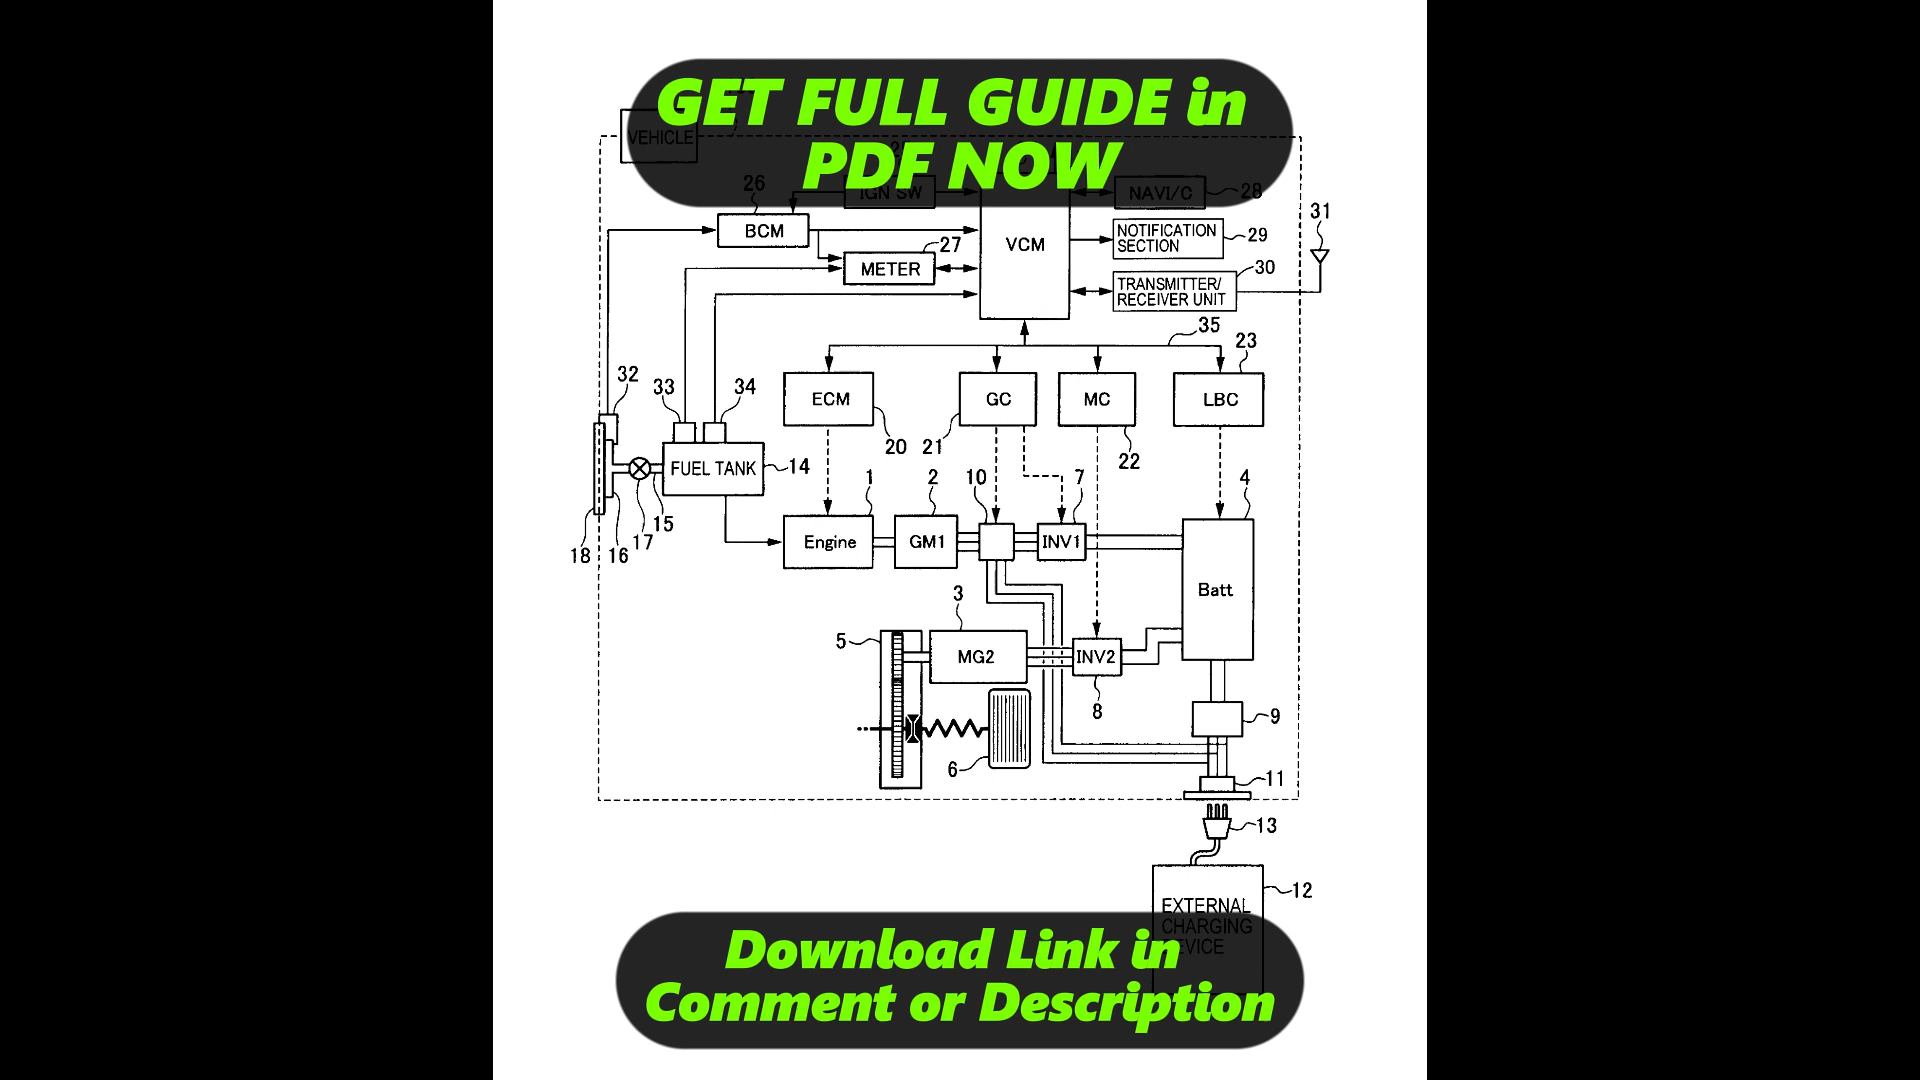 GET FULL GUIDE in
PDF NOW
VEHICLE
26
IGN SW
NAVI/C
28
31
BCM
27
VCM
NOTIFICATION
SECTION
29
METER
30
TRANSMITTER/
RECEIVER UNIT
35
23
32
33
34
ECM
GC
MC
LBC
20
21
22
FUEL TANK
14
1
2
10
7
4
15
17
18
16
Engine
GM1
INV1
Batt
3
5
MG2
INV2
8
9
6
11
13
12
EXTERNAL
CHARGING
DEVICE
Download Link in
Comment or Description